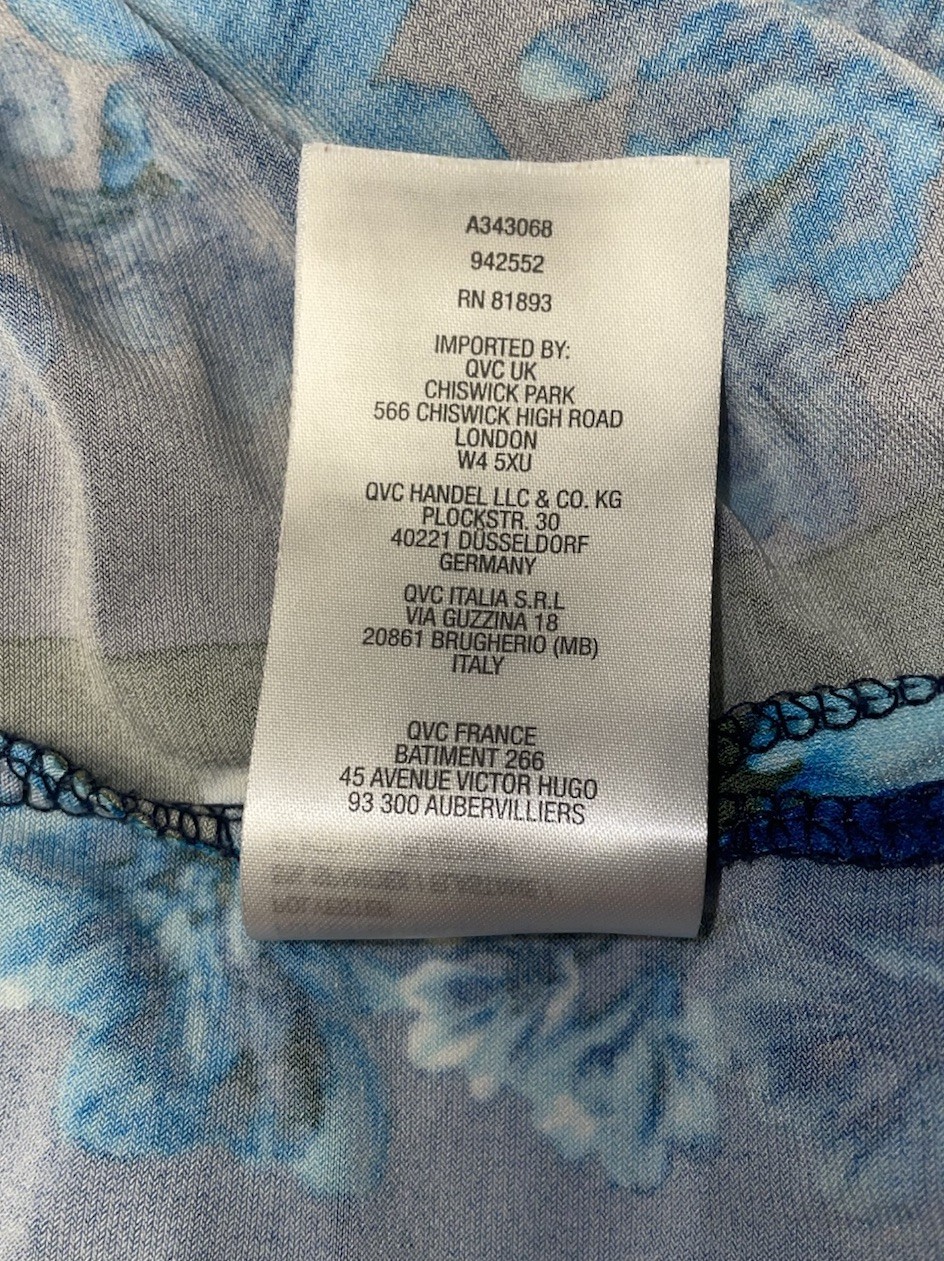 A343068
942552
RN 81893
IMPORTED BY:
QVC UK
CHISWICK PARK
566 CHISWICK HIGH ROAD
LONDON
W4 5XU
QVC HANDEL LLC & CO. KG
PLOCKSTR. 30
40221 DÜSSELDORF
GERMANY
QVC ITALIA S.R.L
VIA GUZZINA 18
20861 BRUGHERIO (MB)
ITALY
QVC FRANCE
BATIMENT 266
45 AVENUE VICTOR HUGO
93 300 AUBERVILLIERS